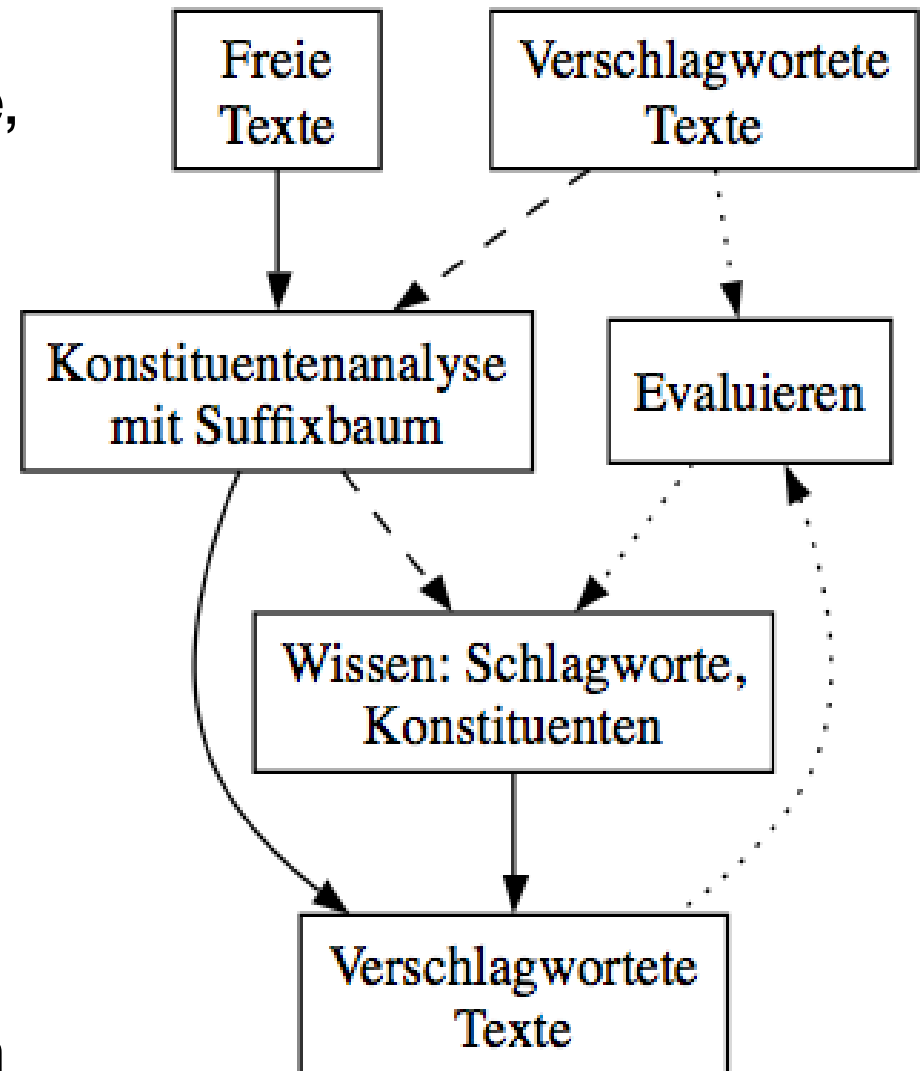 Freie
Texte
Verschlagwortete
Texte
Konstituentenanalyse
mit Suffixbaum
Evaluieren
Wissen: Schlagworte,
Konstituenten
Verschlagwortete
Texte